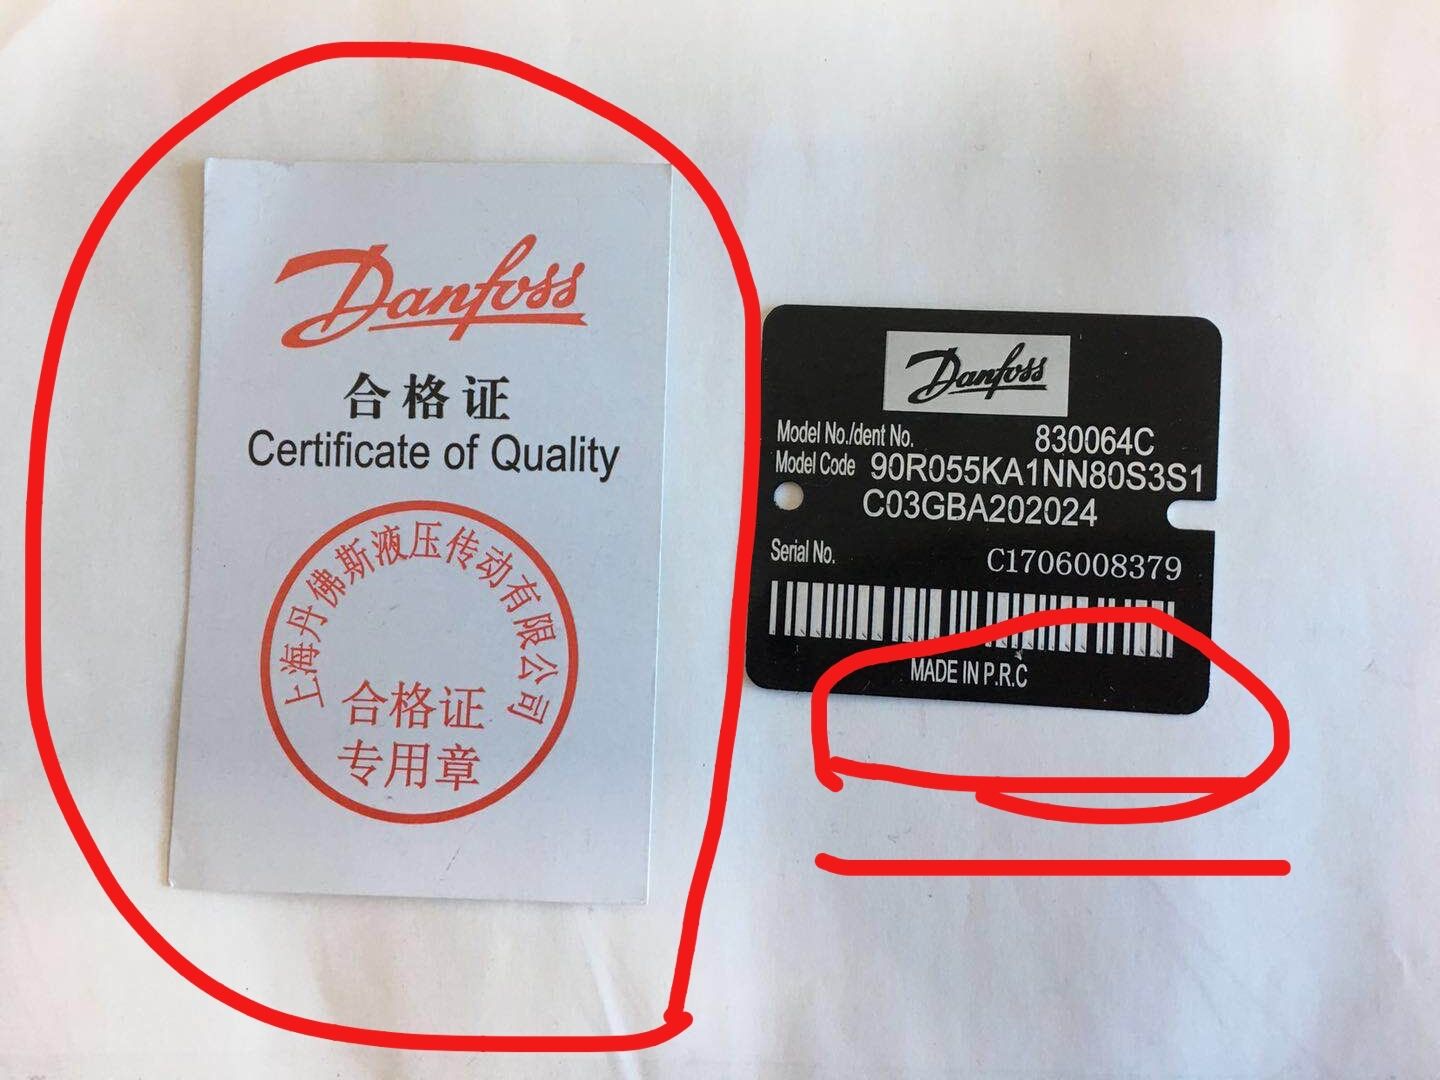 Danfoss
合格证
Certificate of Quality
上海丹佛斯液压传动有限公司
合格证
专用章
Danfoss
Model No./dent No. 830064C
Model Code 90R055KA1NN80S3S1
C03GBA202024
Serial No. C1706008379
MADE IN P.R.C